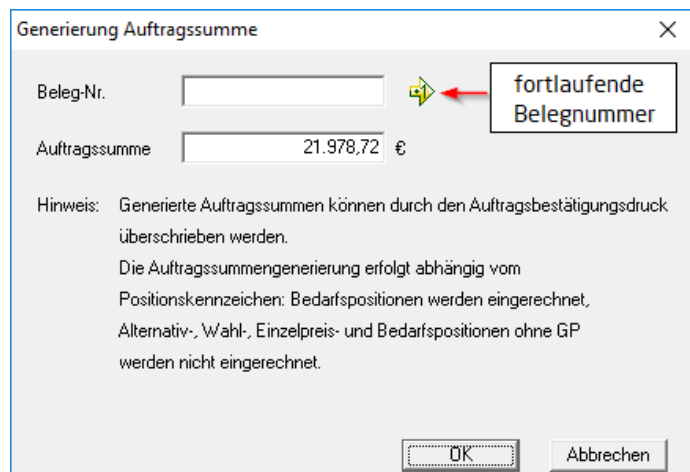 Generierung Auftragssumme
Beleg-Nr.
+1
fortlaufende
Belegnummer
Auftragssumme 21.978,72 €
Hinweis: Generierte Auftragssummen können durch den Auftragsbestätigungsdruck
überschrieben werden.
Die Auftragssummengenerierung erfolgt abhängig vom
Positionskennzeichen: Bedarfspositionen werden eingerechnet,
Alternativ-, Wahl-, Einzelpreis- und Bedarfspositionen ohne GP
werden nicht eingerechnet.
OK Abbrechen